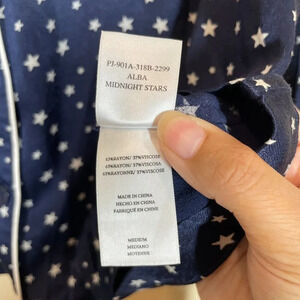 PJ-901A-318B-2299
ALBA
MIDNIGHT STARS
MADE IN CHINA
HECHO EN CHINA
FABRIQUÉ EN CHINE
MEDIUM
MEDIANO
MOYENNE